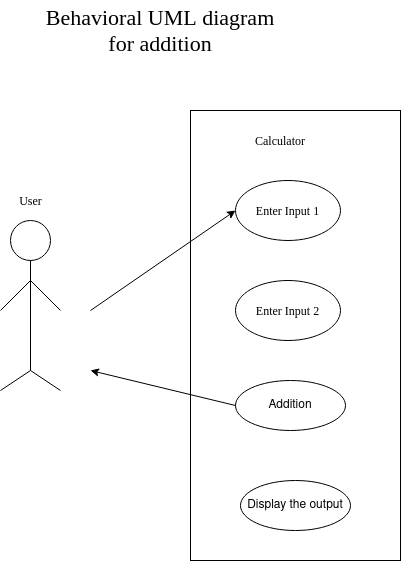 Behavioral UML diagram
for addition
Calculator
Enter Input 1
User
Enter Input 2
Addition
Display the output